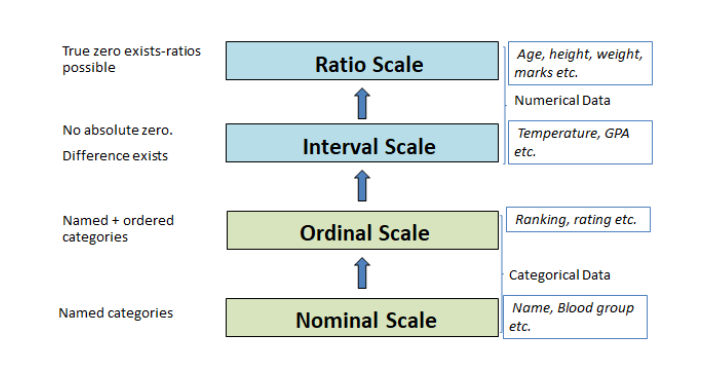 True zero exists-ratios
possible
Ratio Scale
Age, height, weight,
marks etc.
Numerical Data
No absolute zero.
Difference exists
Interval Scale
Temperature, GPA
etc.
Named + ordered
categories
Ordinal Scale
Ranking, rating etc.
Categorical Data
Named categories
Nominal Scale
Name, Blood group
etc.